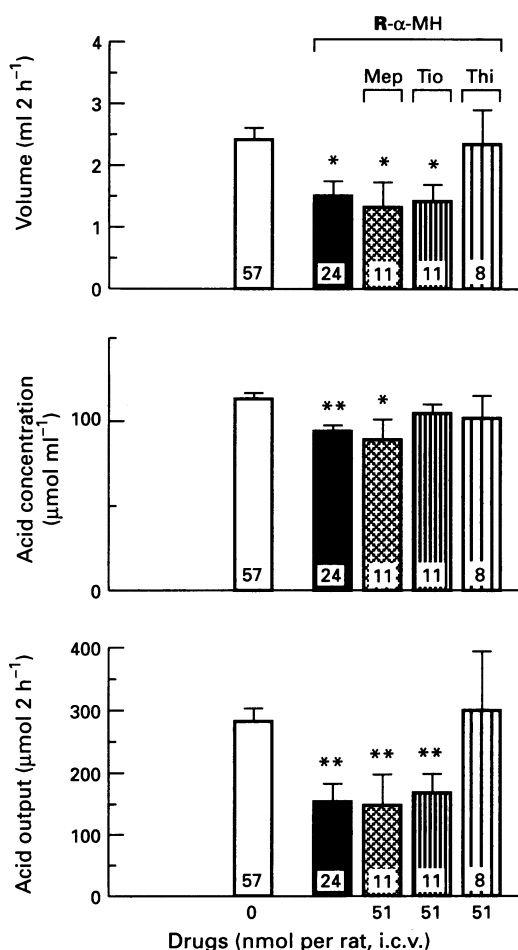 R-α-MH
Mep Tio Thi
Volume (ml 2 h⁻¹)
4
3
2
1
0
* * *
57 24 11 11 8
Acid concentration
(μmol ml⁻¹)
100
0
** *
57 24 11 11 8
Acid output (μmol 2 h⁻¹)
400
300
200
100
0
** ** **
57 24 11 11 8
0 51 51 51
Drugs (nmol per rat, i.c.v.)